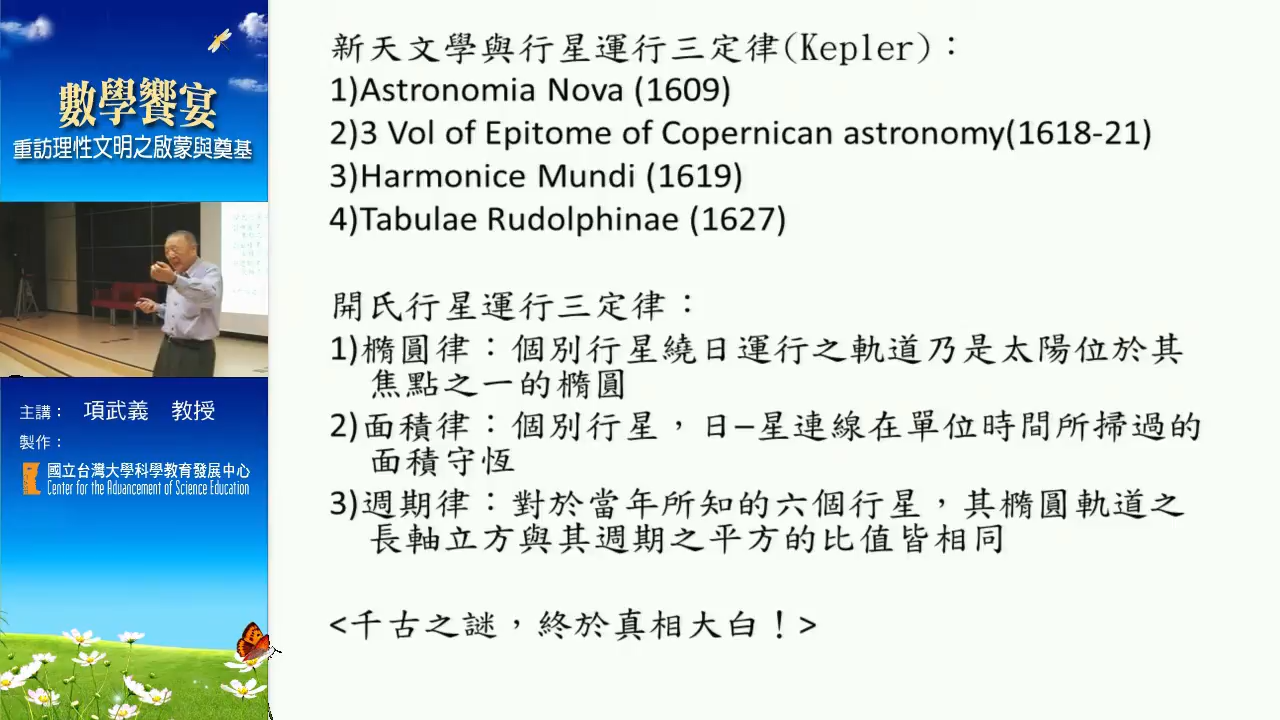 數學饗宴
重訪理性文明之啟蒙與奠基
主講： 項武義 教授
製作：
國立台灣大學科學教育發展中心
Center for the Advancement of Science Education
新天文學與行星運行三定律(Kepler)：
1)Astronomia Nova (1609)
2)3 Vol of Epitome of Copernican astronomy(1618-21)
3)Harmonice Mundi (1619)
4)Tabulae Rudolphinae (1627)
開氏行星運行三定律：
1)橢圓律：個別行星繞日運行之軌道乃是太陽位於其
焦點之一的橢圓
2)面積律：個別行星，日–星連線在單位時間所掃過的
面積守恆
3)週期律：對於當年所知的六個行星，其橢圓軌道之
長軸立方與其週期之平方的比值皆相同
<千古之謎，終於真相大白！>